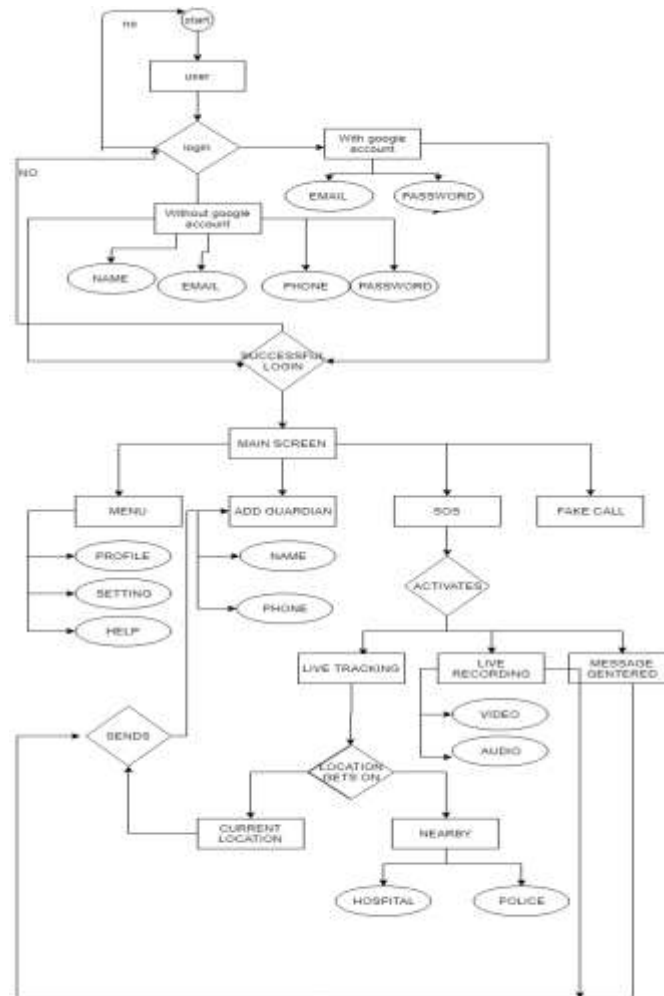 no
start
user
login
With google
account
NO
EMAIL
PASSWORD
Without google
account
NAME
EMAIL
PHONE
PASSWORD
SUCCESSFUL
LOGIN
MAIN SCREEN
MENU
ADD GUARDIAN
SOS
FAKE CALL
PROFILE
NAME
SETTING
ACTIVATES
PHONE
HELP
LIVE TRACKING
LIVE
RECORDING
MESSAGE
GENTERED
VIDEO
SENDS
AUDIO
LOCATION
GETS ON
CURRENT
LOCATION
NEARBY
HOSPITAL
POLICE